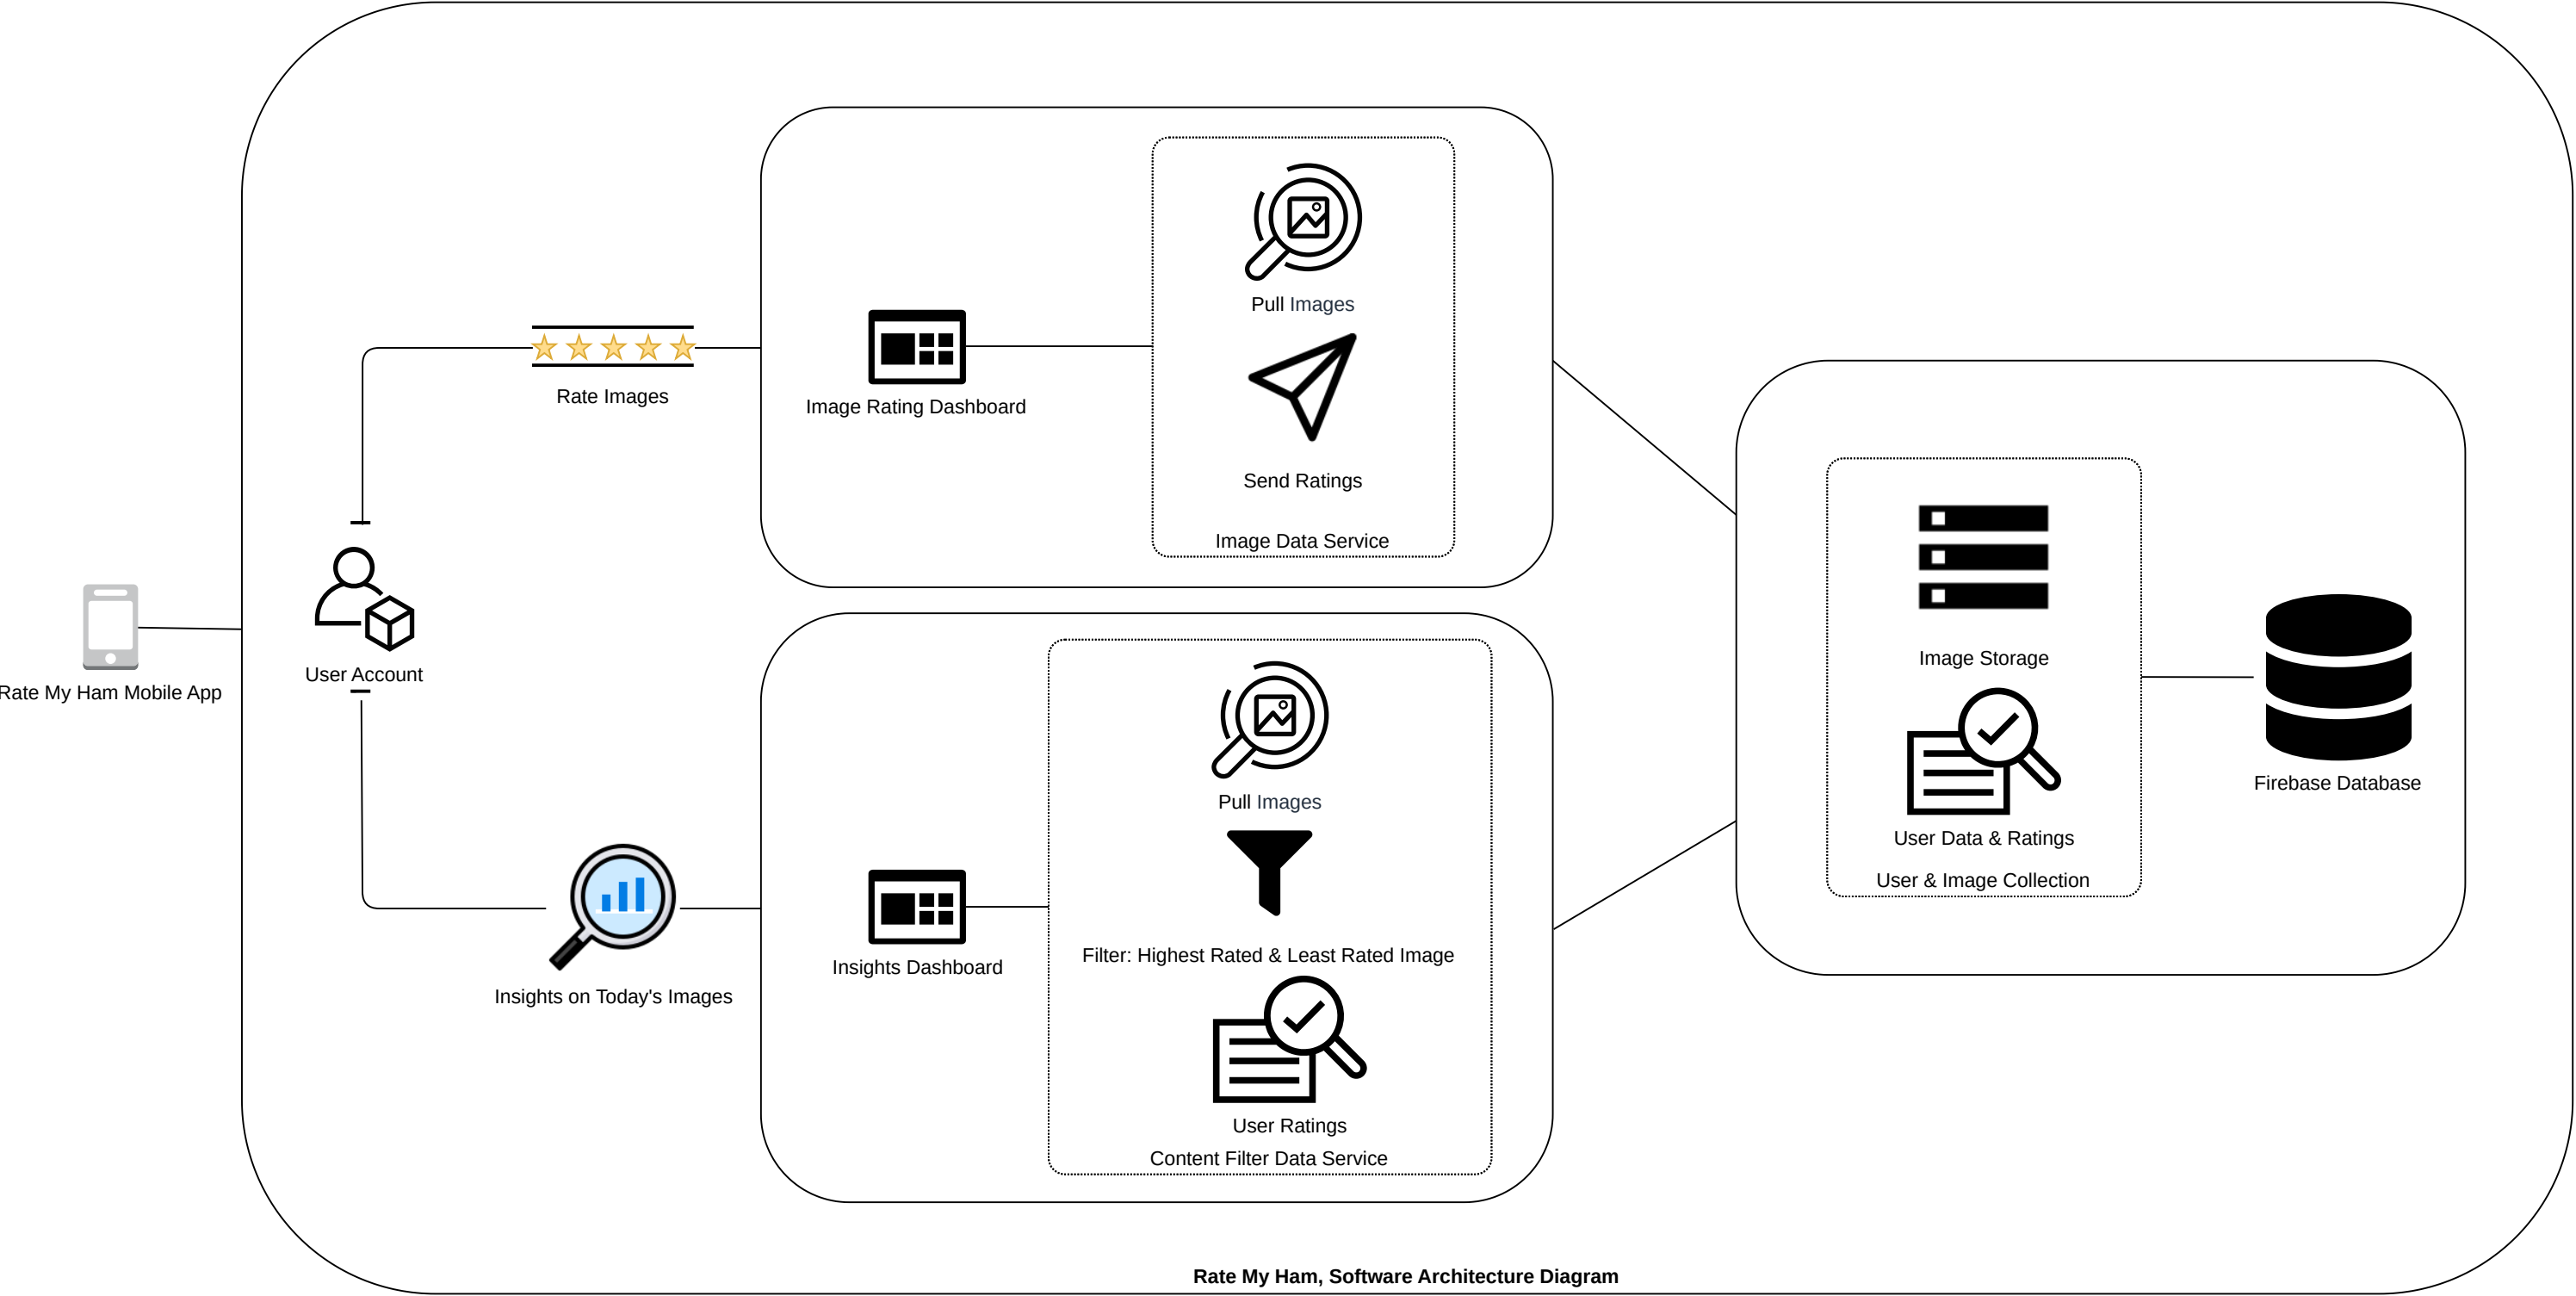 Pull Images
Rate Images
Image Rating Dashboard
Send Ratings
Image Data Service
Rate My Ham Mobile App
User Account
Image Storage
Firebase Database
Pull Images
User Data & Ratings
User & Image Collection
Filter: Highest Rated & Least Rated Image
Insights Dashboard
Insights on Today's Images
User Ratings
Content Filter Data Service
Rate My Ham, Software Architecture Diagram